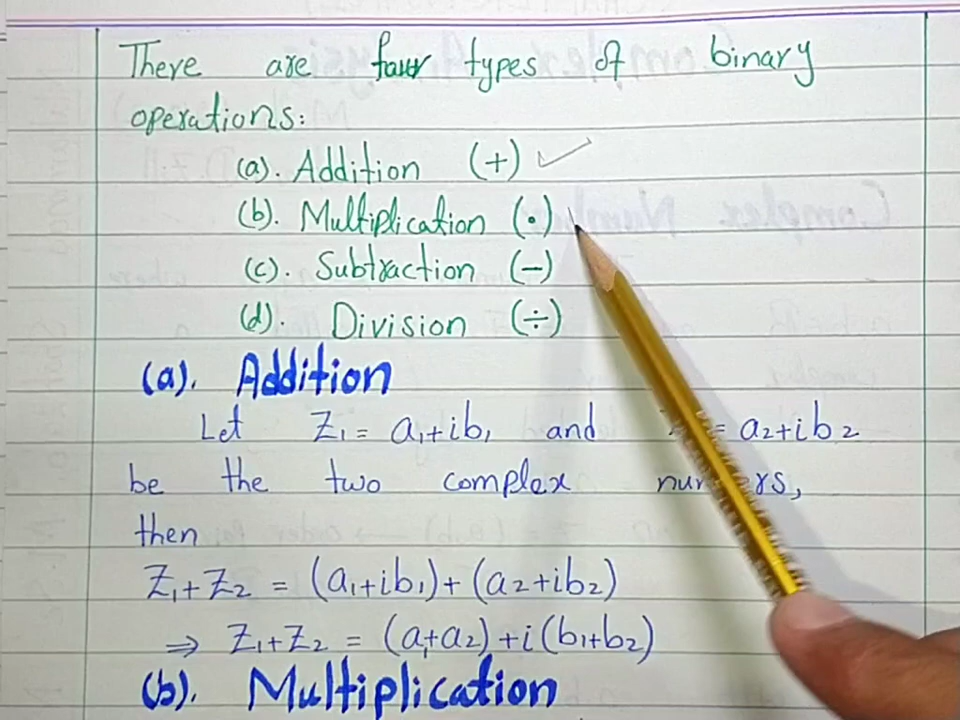 There are four types of binary
operations:
(a). Addition (+) ✓
(b). Multiplication (•)
(c). Subtraction (−)
(d). Division (÷)
(a). Addition
Let Z₁ = a₁+ib₁ and = a₂+ib₂
be the two complex
then
Z₁+Z₂ = (a₁+ib₁)+(a₂+ib₂)
⇒ Z₁+Z₂ = (a₁+a₂)+i(b₁+b₂)
(b). Multiplication